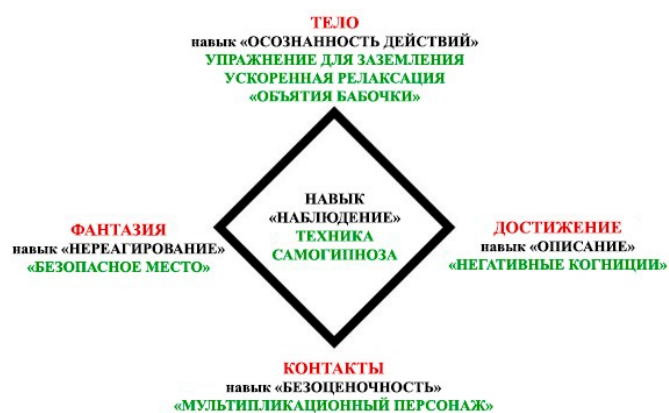 ТЕЛО
навык «ОСОЗНАННОСТЬ ДЕЙСТВИЙ»
УПРАЖНЕНИЕ ДЛЯ ЗАЗЕМЛЕНИЯ
УСКОРЕННАЯ РЕЛАКСАЦИЯ
«ОБЪЯТИЯ БАБОЧКИ»
НАВЫК
«НАБЛЮДЕНИЕ»
ТЕХНИКА
САМОГИПНОЗА
ФАНТАЗИЯ
навык «НЕРЕАГИРОВАНИЕ»
«БЕЗОПАСНОЕ МЕСТО»
ДОСТИЖЕНИЕ
навык «ОПИСАНИЕ»
«НЕГАТИВНЫЕ КОГНИЦИИ»
КОНТАКТЫ
навык «БЕЗОЦЕНОЧНОСТЬ»
«МУЛЬТИПЛИКАЦИОННЫЙ ПЕРСОНАЖ»